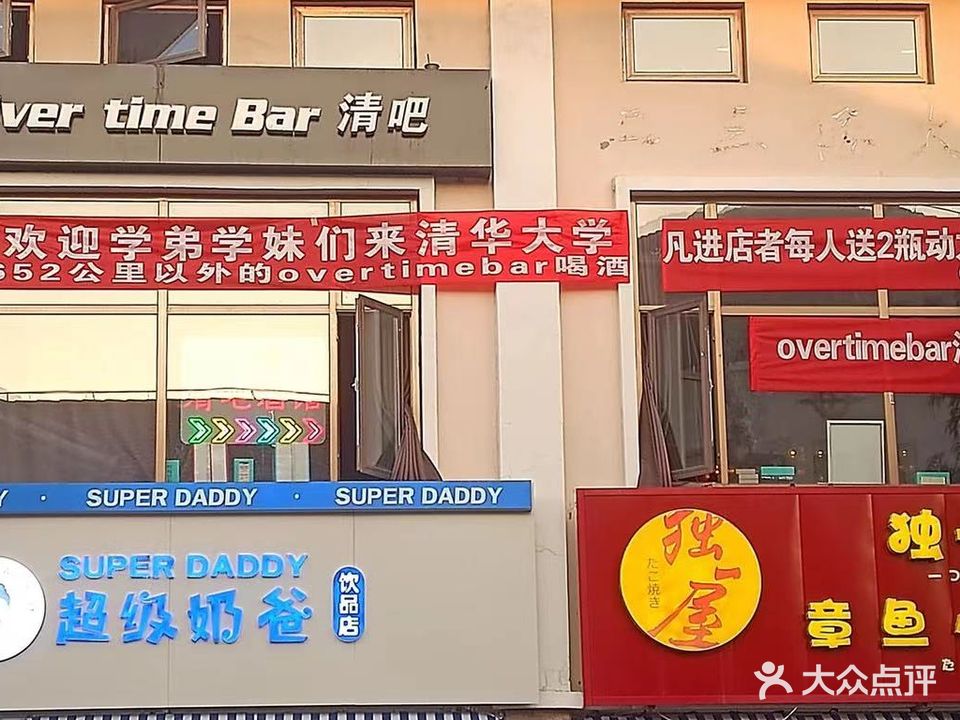 ver time Bar 清吧
欢迎学弟学妹们来清华大学
652公里以外的overtimebar喝酒
凡进店者每人送2瓶动
overtimebar
清吧酒馆
SUPER DADDY · SUPER DADDY
SUPER DADDY
超级奶爸
饮品店
独一屋
たこ焼き
独
章鱼
大众点评